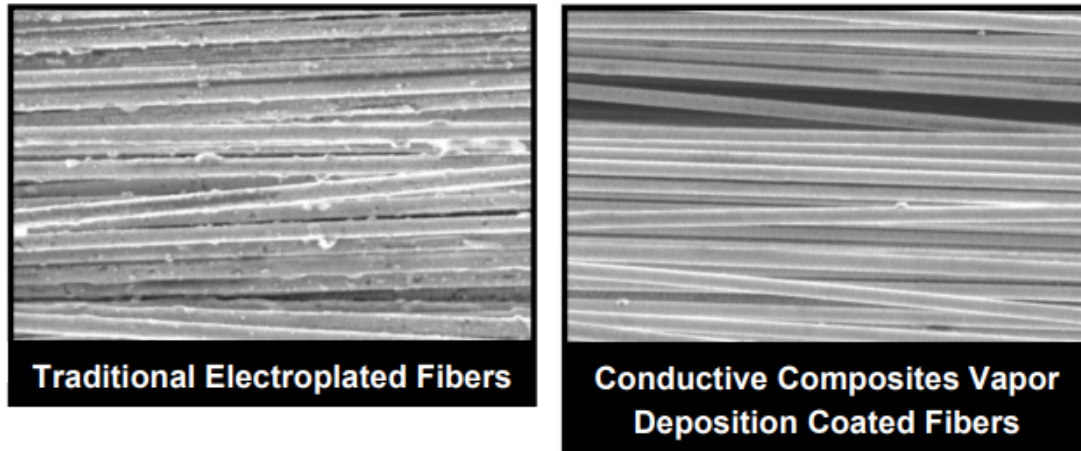 Traditional Electroplated Fibers
Conductive Composites Vapor
Deposition Coated Fibers